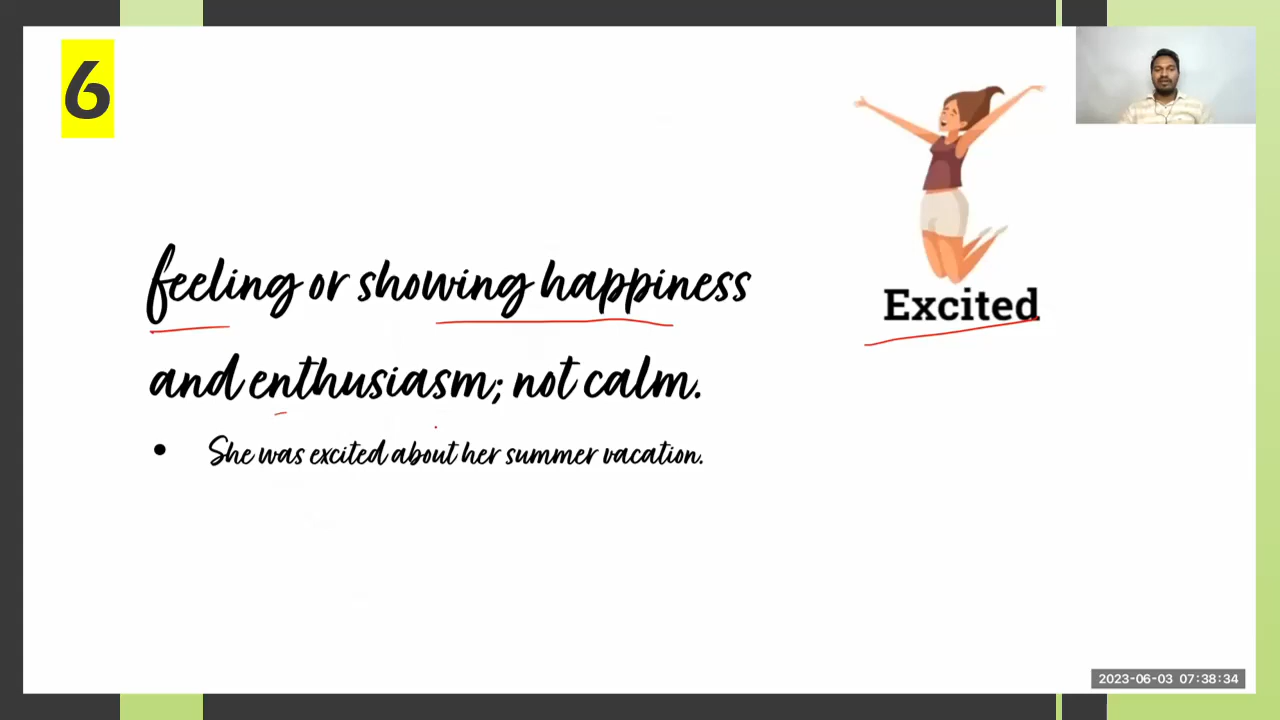 6
Excited
feeling or showing happiness
and enthusiasm; not calm.
• She was excited about her summer vacation.
2023-06-03 07:38:34